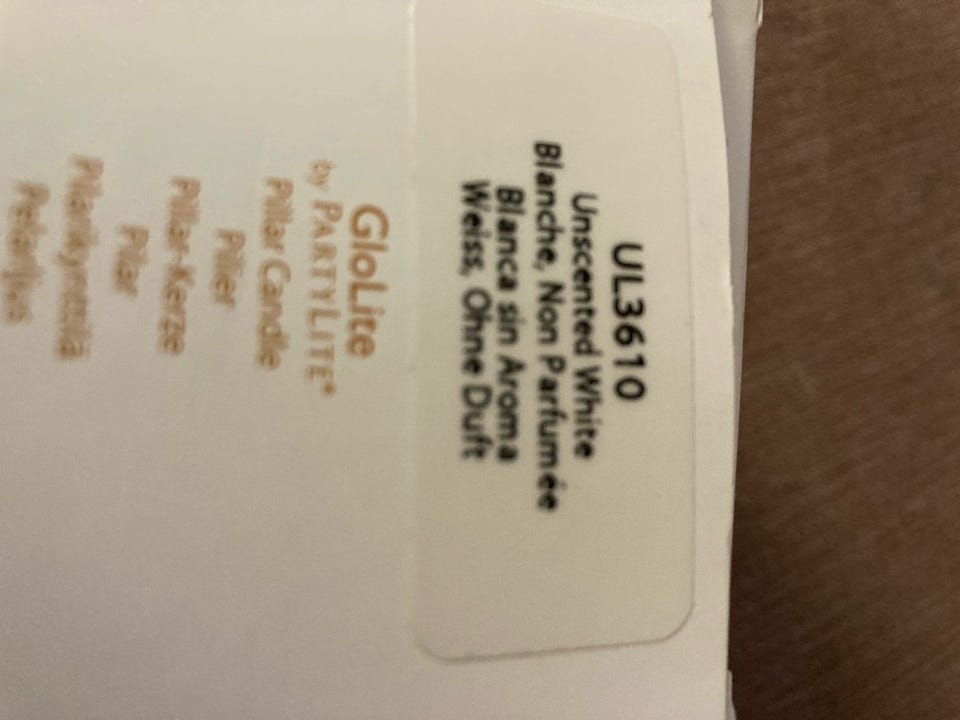 UL3610
Unscented White
Blanche, Non Parfumée
Blanca sin Aroma
Weiss, Ohne Duft
GloLite
by PARTYLITE®
Pillar Candle
Pilier
Pillar-Kerze
Pilar
Pilarikynttilä